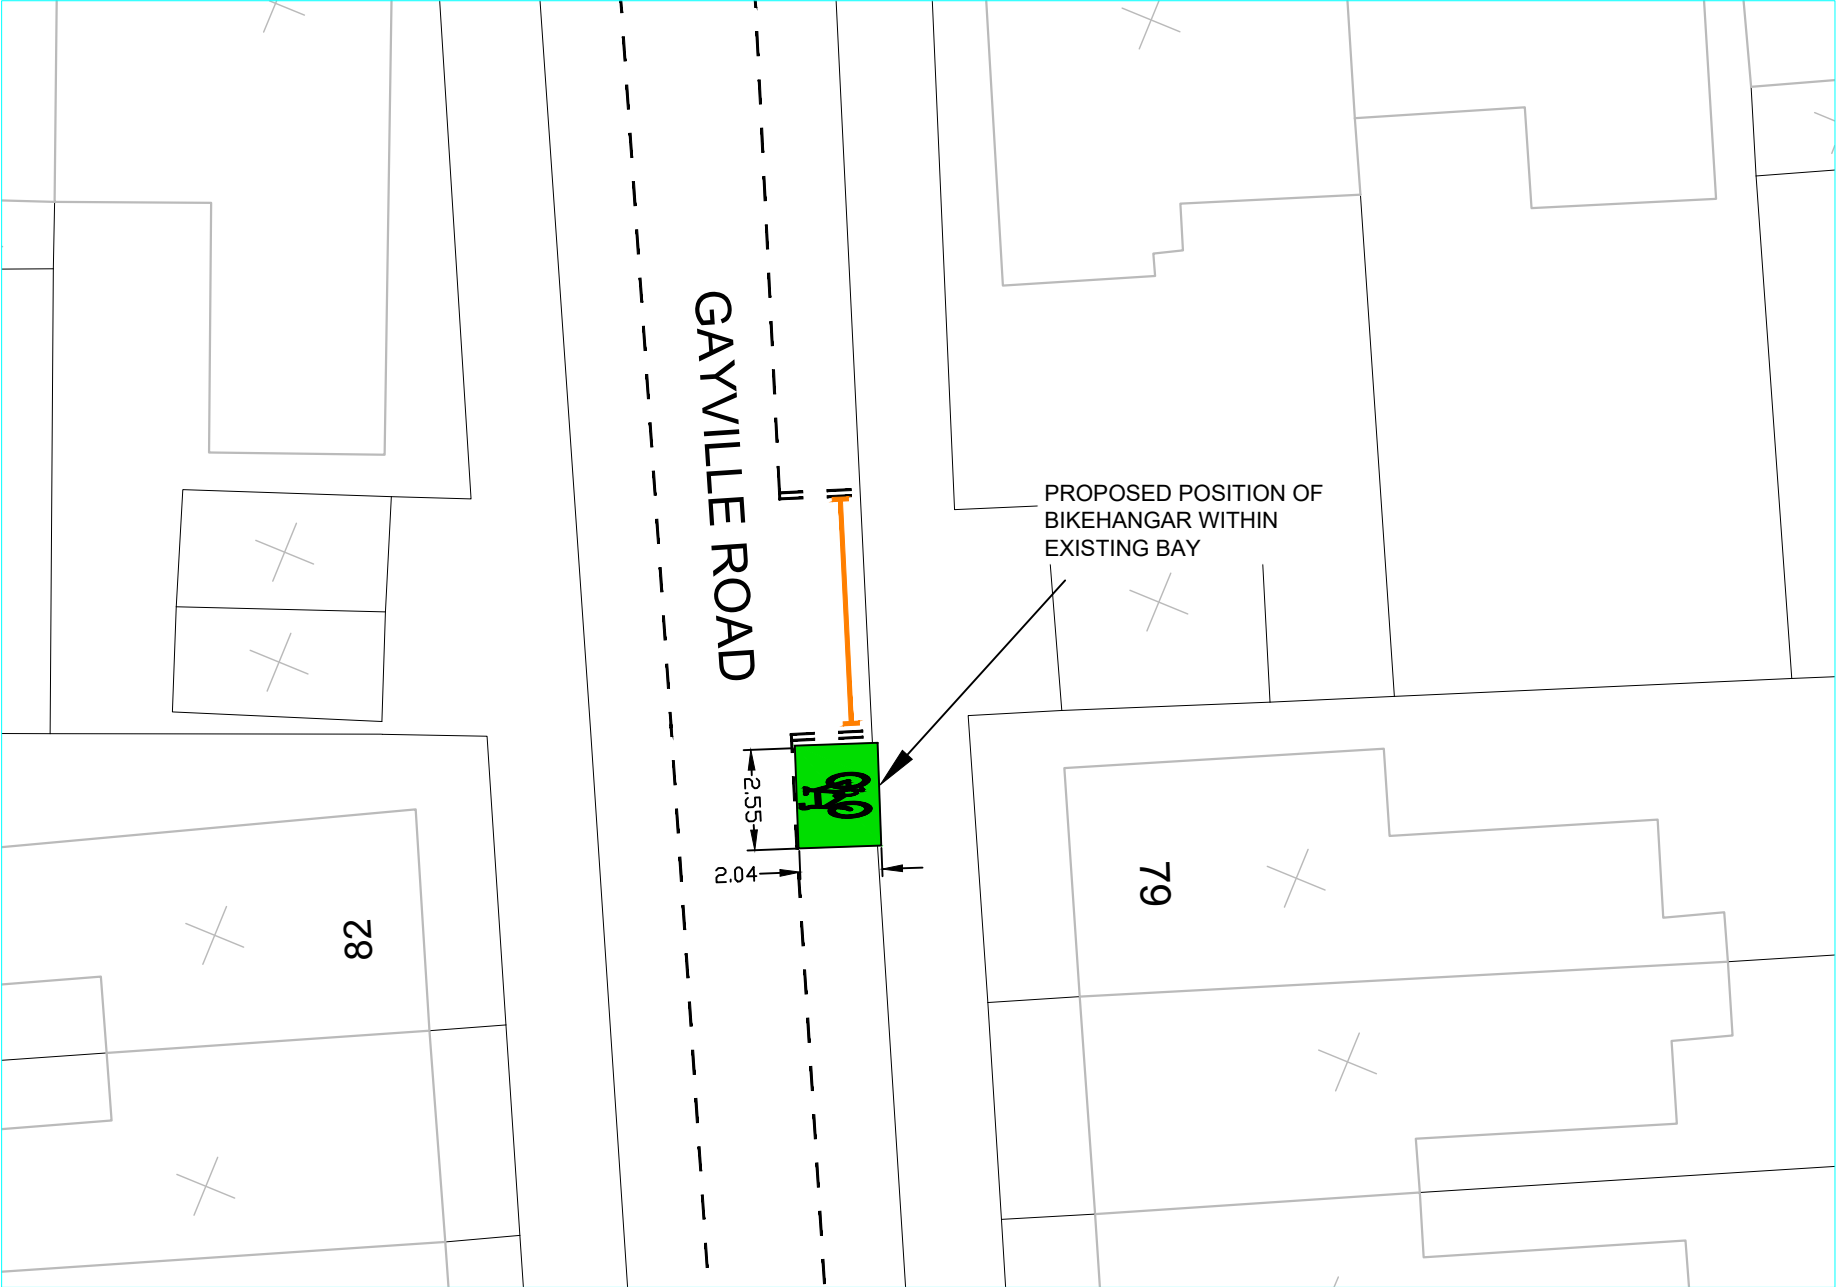 GAYVILLE ROAD
PROPOSED POSITION OF
BIKEHANGAR WITHIN
EXISTING BAY
2.55
2.04
79
82